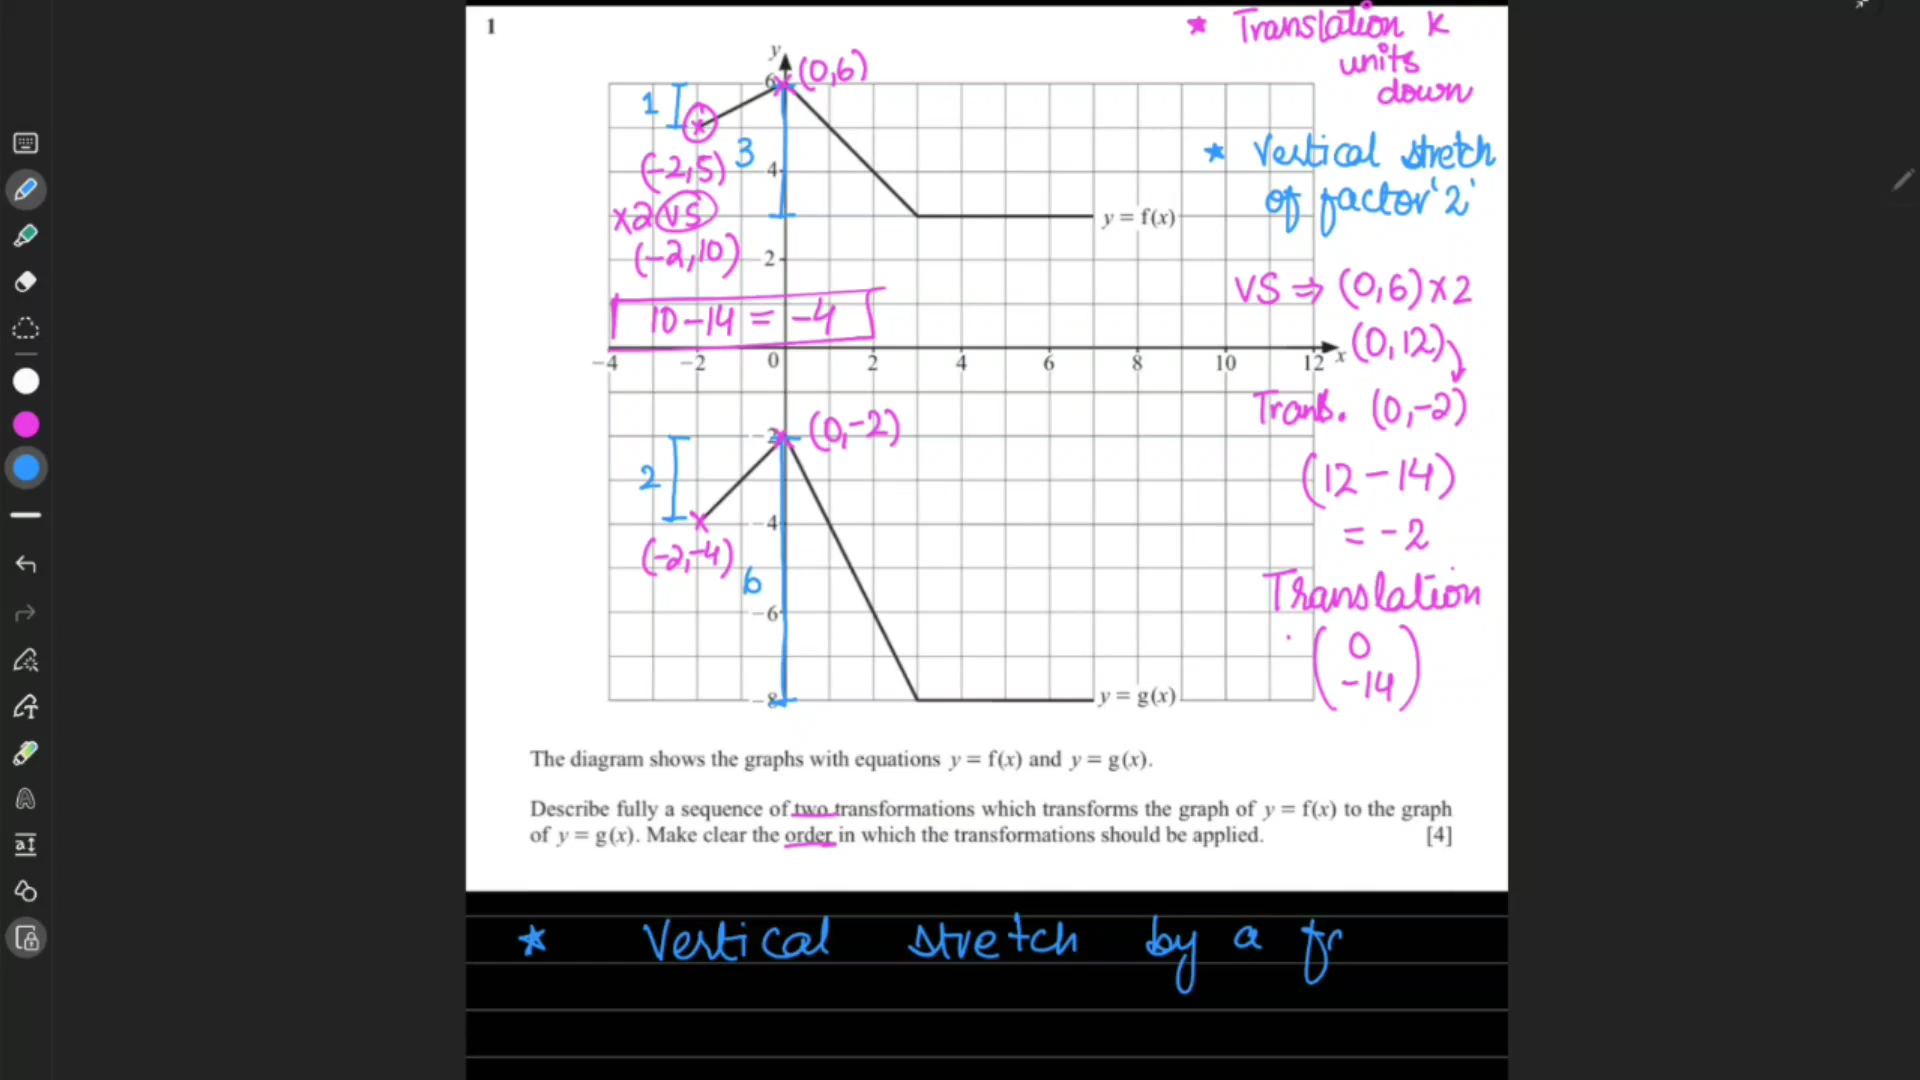 1
★ Translation K
units
down
y
6
(0,6)
1
★ Vertical stretch
of factor '2'
3
(-2,5)
4
×2 VS
y = f(x)
(-2,10)
2
VS ⇒ (0,6)×2
10-14 = -4
(0,12)
-4 -2 0 2 4 6 8 10 12 x
Trans. (0,-2)
-2
(0,-2)
2
(12-14)
-4
= -2
(-2,-4)
6
-6
Translation
(0
-14)
-8
y = g(x)
The diagram shows the graphs with equations y = f(x) and y = g(x).
Describe fully a sequence of two transformations which transforms the graph of y = f(x) to the graph
of y = g(x). Make clear the order in which the transformations should be applied. [4]
★ Vertical stretch by a fr